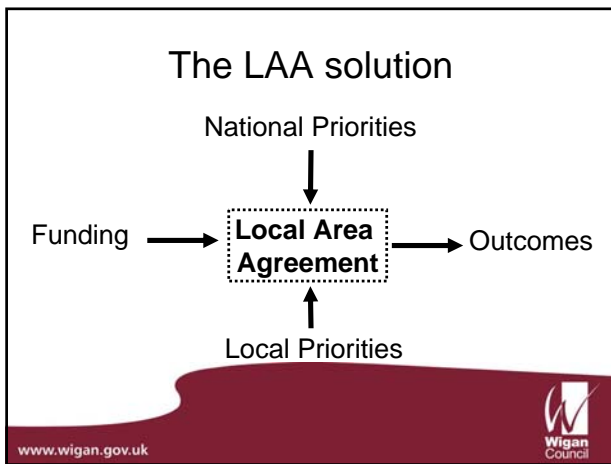 The LAA solution
National Priorities
Funding
Local Area
Agreement
Outcomes
Local Priorities
www.wigan.gov.uk
Wigan
Council